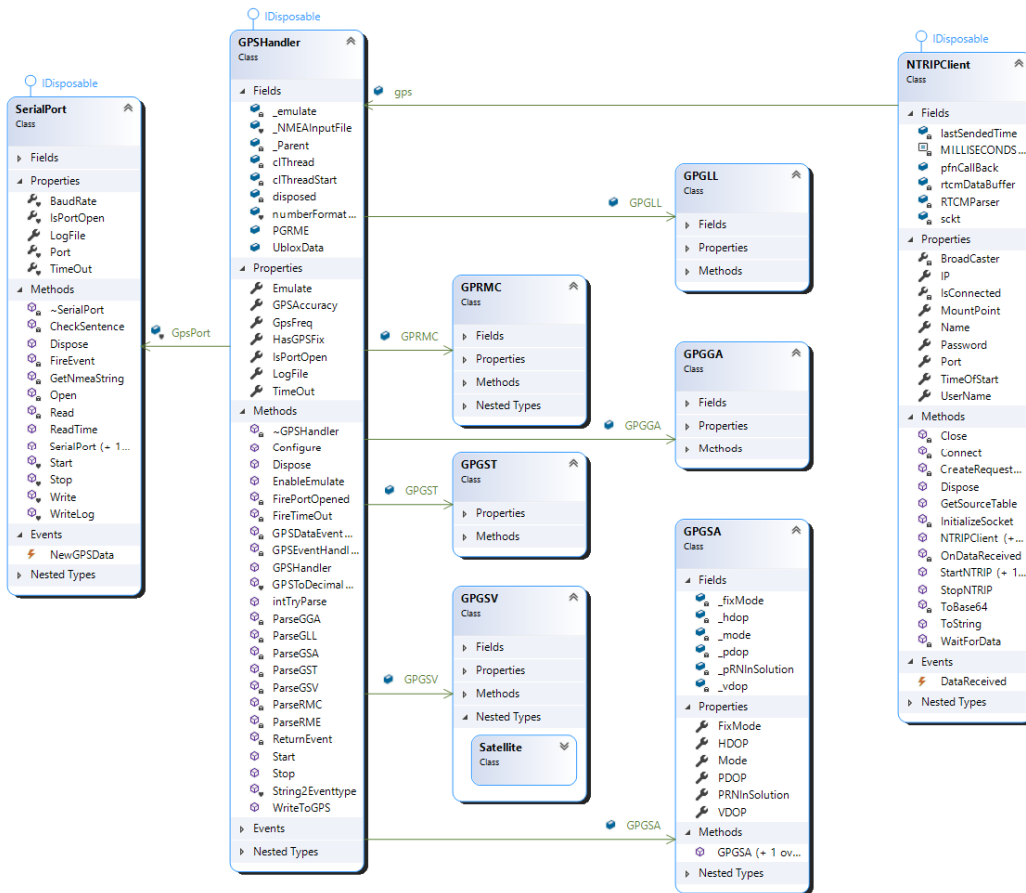 IDisposable
SerialPort
Class
Fields
Properties
BaudRate
IsPortOpen
LogFile
Port
TimeOut
Methods
~SerialPort
CheckSentence
Dispose
FireEvent
GetNmeaString
Open
Read
ReadTime
SerialPort (+ 1...
Start
Stop
Write
WriteLog
Events
NewGPSData
Nested Types
GpsPort
IDisposable
GPSHandler
Class
Fields
_emulate
_NMEAInputFile
_Parent
clThread
clThreadStart
disposed
numberFormat...
PGRME
UbloxData
Properties
Emulate
GPSAccuracy
GpsFreq
HasGPSFix
IsPortOpen
LogFile
TimeOut
Methods
~GPSHandler
Configure
Dispose
EnableEmulate
FirePortOpened
FireTimeOut
GPSDataEvent...
GPSEventHandl...
GPSHandler
GPSToDecimal...
intTryParse
ParseGGA
ParseGLL
ParseGSA
ParseGST
ParseGSV
ParseRMC
ParseRME
ReturnEvent
Start
Stop
String2Eventtype
WriteToGPS
Events
Nested Types
gps
GPGLL
GPRMC
GPGGA
GPGST
GPGSV
GPGSA
GPRMC
Class
Fields
Properties
Methods
Nested Types
GPGST
Class
Properties
Methods
GPGSV
Class
Fields
Properties
Methods
Nested Types
Satellite
Class
GPGLL
Class
Fields
Properties
Methods
GPGGA
Class
Fields
Properties
Methods
GPGSA
Class
Fields
_fixMode
_hdop
_mode
_pdop
_pRNInSolution
_vdop
Properties
FixMode
HDOP
Mode
PDOP
PRNInSolution
VDOP
Methods
GPGSA (+ 1 ov...
Nested Types
IDisposable
NTRIPClient
Class
Fields
lastSendedTime
MILLISECONDS...
pfnCallBack
rtcmDataBuffer
RTCMParser
sckt
Properties
BroadCaster
IP
IsConnected
MountPoint
Name
Password
Port
TimeOfStart
UserName
Methods
Close
Connect
CreateRequest...
Dispose
GetSourceTable
InitializeSocket
NTRIPClient (+...
OnDataReceived
StartNTRIP (+ 1...
StopNTRIP
ToBase64
ToString
WaitForData
Events
DataReceived
Nested Types